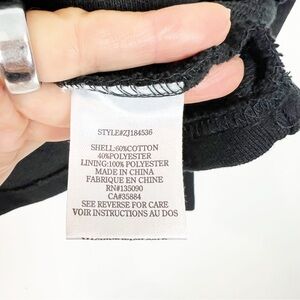 STYLE#ZJ184536
SHELL:60%COTTON
40%POLYESTER
LINING:100% POLYESTER
MADE IN CHINA
FABRIQUE EN CHINE
RN#135090
CA#35884
SEE REVERSE FOR CARE
VOIR INSTRUCTIONS AU DOS